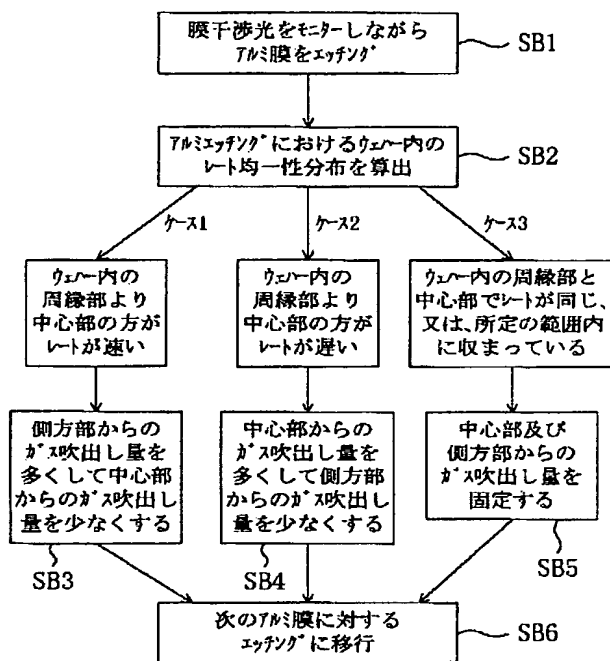 膜干渉光をﾓﾆﾀｰしながら
ｱﾙﾐ膜をｴｯﾁﾝｸﾞ
SB1
ｱﾙﾐｴｯﾁﾝｸﾞにおけるｳｪﾊｰ内の
ﾚｰﾄ均一性分布を算出
SB2
ｹｰｽ1
ｹｰｽ2
ｹｰｽ3
ｳｪﾊｰ内の
周縁部より
中心部の方が
ﾚｰﾄが速い
ｳｪﾊｰ内の
周縁部より
中心部の方が
ﾚｰﾄが遅い
ｳｪﾊｰ内の周縁部と
中心部でﾚｰﾄが同じ、
又は、所定の範囲内
に収まっている
側方部からの
ｶﾞｽ吹出し量を
多くして中心部
からのｶﾞｽ吹出し
量を少なくする
SB3
中心部からの
ｶﾞｽ吹出し量を
多くして側方部
からのｶﾞｽ吹出し
量を少なくする
SB4
中心部及び
側方部からの
ｶﾞｽ吹出し量を
固定する
SB5
次のｱﾙﾐ膜に対する
ｴｯﾁﾝｸﾞに移行
SB6